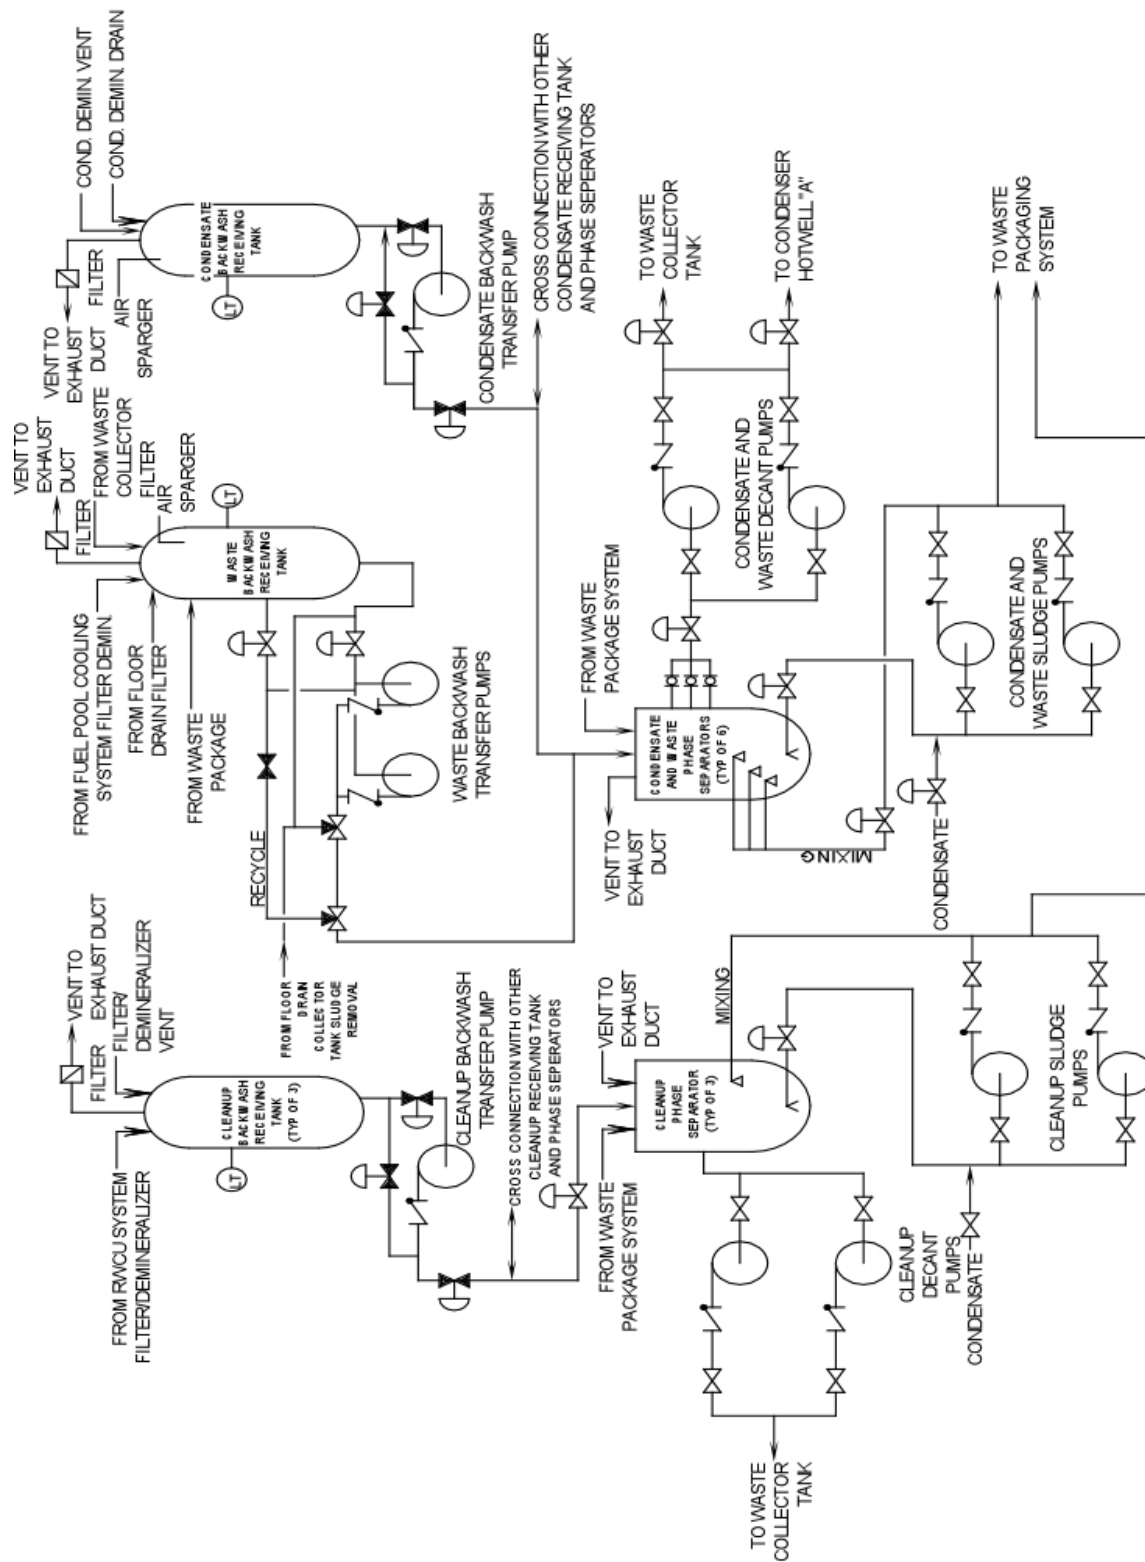 FROM RWCU SYSTEM
FILTER/DEMINERALIZER
VENT TO
EXHAUST DUCT
FILTER
FILTER/
DEMINERALIZER
VENT
CLEANUP
BACKWASH
RECEIVING
TANK
(TYP OF 3)
LT
CLEANUP BACKWASH
TRANSFER PUMP
CROSS CONNECTION WITH OTHER
CLEANUP RECEIVING TANK
AND PHASE SEPERATORS
FROM FUEL POOL COOLING
SYSTEM FILTER DEMIN.
FROM FLOOR
DRAIN FILTER
FROM WASTE
PACKAGE
VENT TO
EXHAUST
DUCT
FILTER
FROM WASTE
COLLECTOR
FILTER
AIR
SPARGER
WASTE
BACKWASH
RECEIVING
TANK
LT
RECYCLE
FROM FLOOR
DRAIN
COLLECTOR
TANK SLUDGE
REMOVAL
WASTE BACKWASH
TRANSFER PUMPS
VENT TO
EXHAUST
DUCT
FILTER
AIR
SPARGER
COND. DEMIN. VENT
COND. DEMIN. DRAIN
CONDENSATE
BACKWASH
RECEIVING
TANK
LT
CONDENSATE BACKWASH
TRANSFER PUMP
CROSS CONNECTION WITH OTHER
CONDENSATE RECEIVING TANK
AND PHASE SEPERATORS
FROM WASTE
PACKAGE SYSTEM
VENT TO
EXHAUST
DUCT
CLEANUP
PHASE
SEPARATOR
(TYP OF 3)
MIXING
CLEANUP
DECANT
PUMPS
CONDENSATE
CLEANUP SLUDGE
PUMPS
TO WASTE
COLLECTOR
TANK
VENT TO
EXHAUST
DUCT
FROM WASTE
PACKAGE SYSTEM
CONDENSATE
AND WASTE
PHASE
SEPARATORS
(TYP OF 6)
MIXING
CONDENSATE
CONDENSATE AND
WASTE DECANT PUMPS
TO WASTE
COLLECTOR
TANK
TO CONDENSER
HOTWELL "A"
CONDENSATE AND
WASTE SLUDGE PUMPS
TO WASTE
PACKAGING
SYSTEM